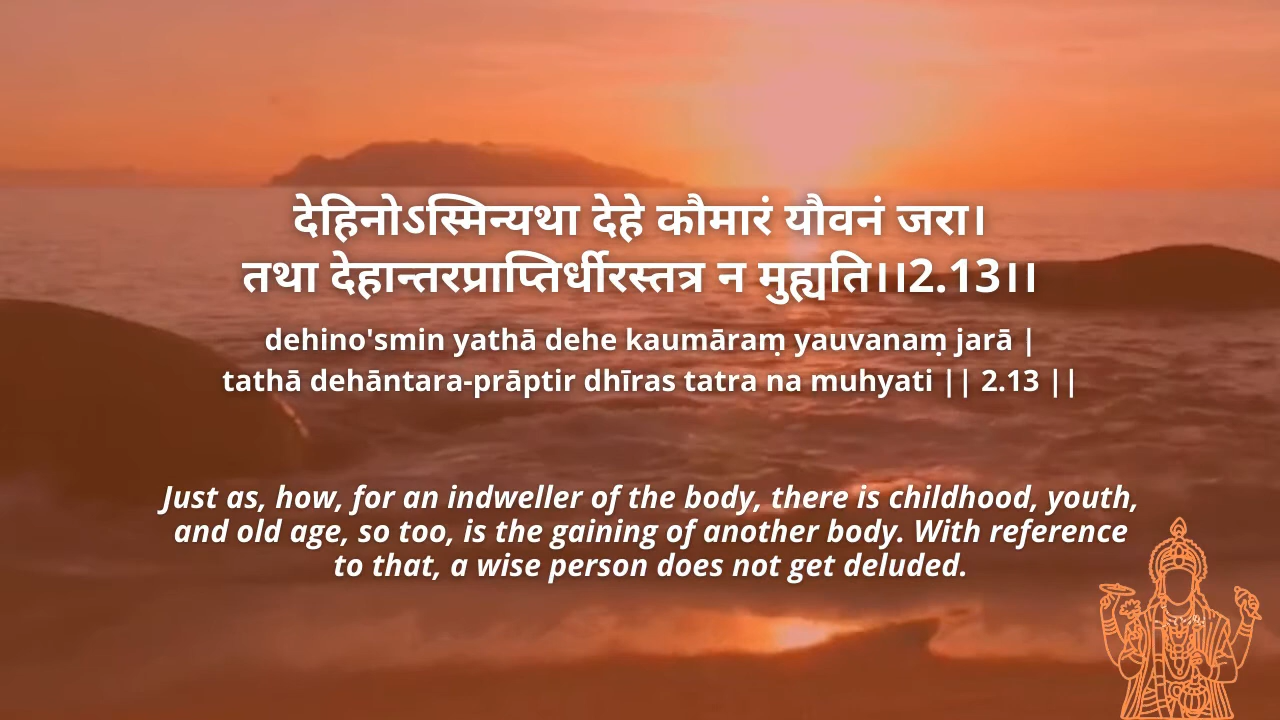 देहिनोऽस्मिन्यथा देहे कौमारं यौवनं जरा।
तथा देहान्तरप्राप्तिर्धीरस्तत्र न मुह्यति।।2.13।।
dehino'smin yathā dehe kaumāraṃ yauvanaṃ jarā |
tathā dehāntara-prāptir dhīras tatra na muhyati || 2.13 ||
Just as, how, for an indweller of the body, there is childhood, youth,
and old age, so too, is the gaining of another body. With reference
to that, a wise person does not get deluded.